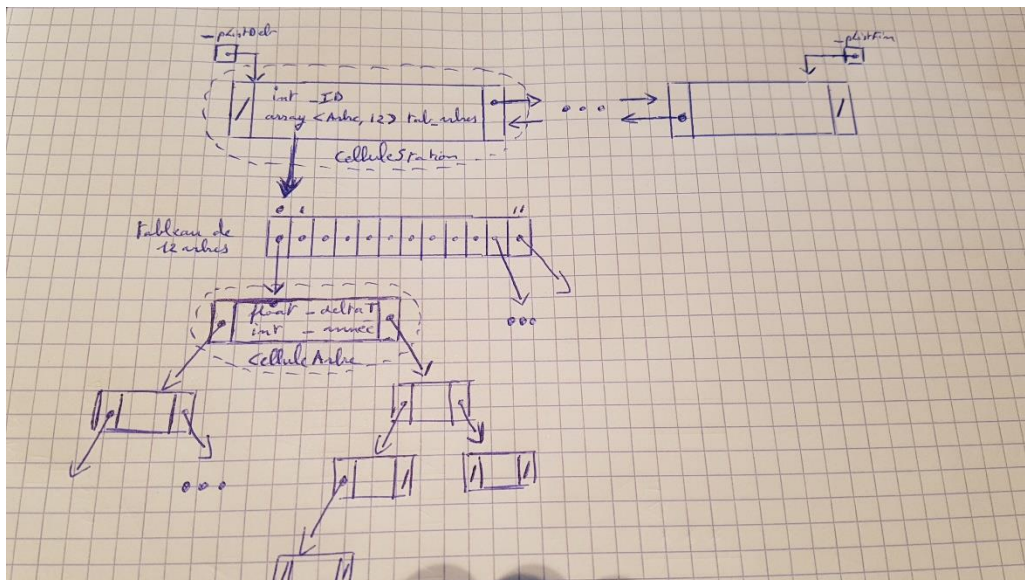 _plistDeb
_plistFin
int _ID
array <Arbre, 12> tab_arbres
CelluleStation
0 1 11
Tableau de
12 arbres
float _deltaT
int _annee
CelluleArbre